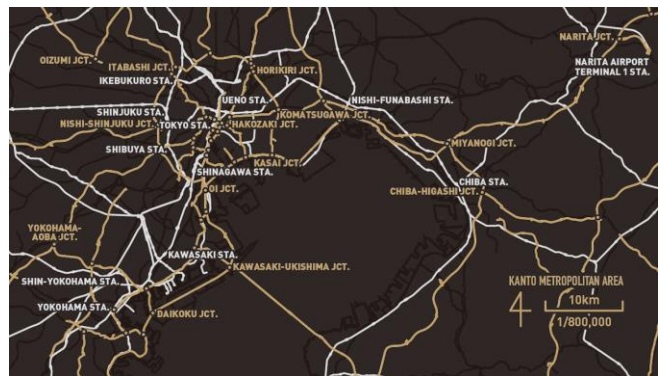 NARITA JCT.
OIZUMI JCT.
ITABASHI JCT.
HORIKIRI JCT.
NARITA AIRPORT
TERMINAL 1 STA.
IKEBUKURO STA.
UENO STA.
NISHI-FUNABASHI STA.
SHINJUKU STA.
KOMATSUGAWA JCT.
NISHI-SHINJUKU JCT.
TOKYO STA.
HAKOZAKI JCT.
MIYANOGI JCT.
SHIBUYA STA.
KASAI JCT.
SHINAGAWA STA.
CHIBA STA.
OI JCT.
CHIBA-HIGASHI JCT.
YOKOHAMA-
AOBA JCT.
KAWASAKI STA.
KAWASAKI-UKISHIMA JCT.
SHIN-YOKOHAMA STA.
KANTO METROPOLITAN AREA
10km
1/800,000
YOKOHAMA STA.
DAIKOKU JCT.